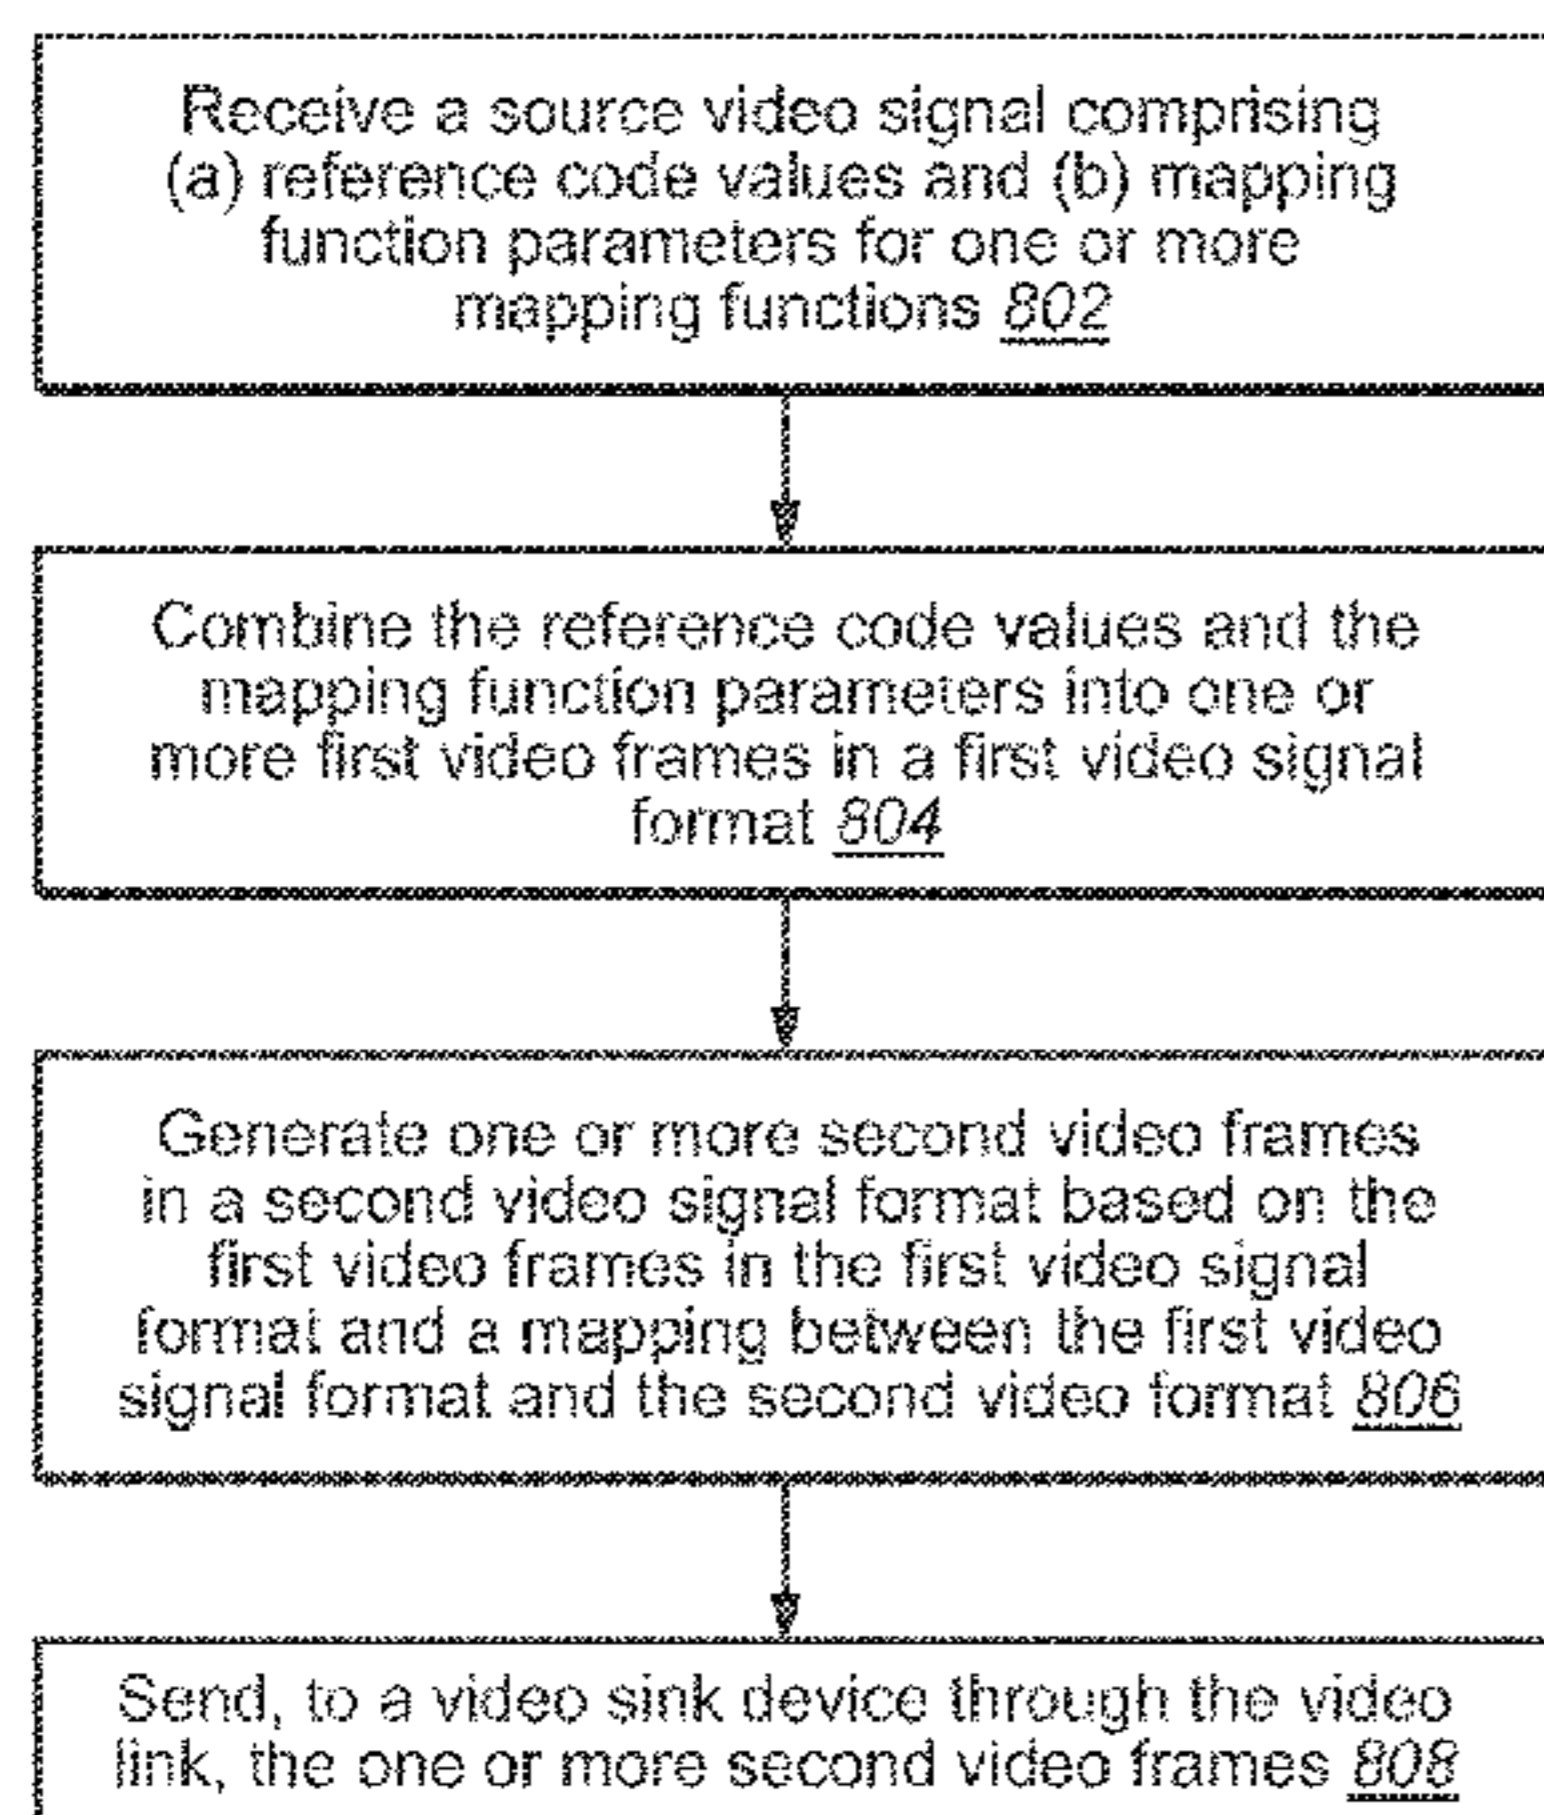 Receive a source video signal comprising
(a) reference code values and (b) mapping
function parameters for one or more
mapping functions 802
Combine the reference code values and the
mapping function parameters into one or
more first video frames in a first video signal
format 804
Generate one or more second video frames
in a second video signal format based on the
first video frames in the first video signal
format and a mapping between the first video
signal format and the second video format 806
Send, to a video sink device through the video
link, the one or more second video frames 808